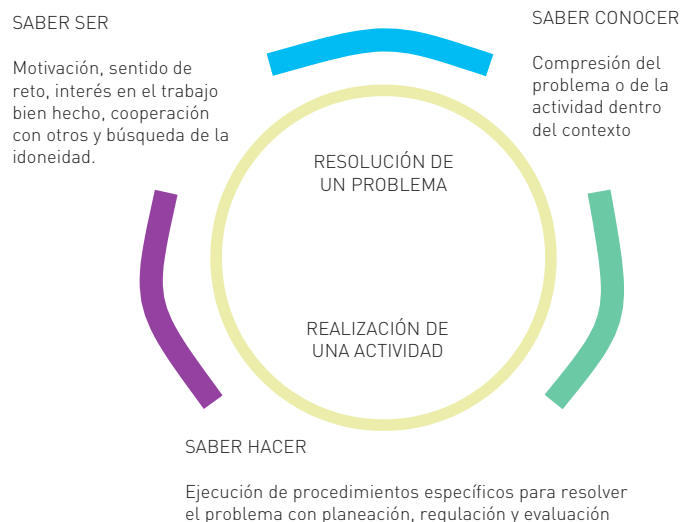 SABER SER
Motivación, sentido de
reto, interés en el trabajo
bien hecho, cooperación
con otros y búsqueda de la
idoneidad.
SABER CONOCER
Compresión del
problema o de la
actividad dentro
del contexto
RESOLUCIÓN DE
UN PROBLEMA
REALIZACIÓN DE
UNA ACTIVIDAD
SABER HACER
Ejecución de procedimientos específicos para resolver
el problema con planeación, regulación y evaluación